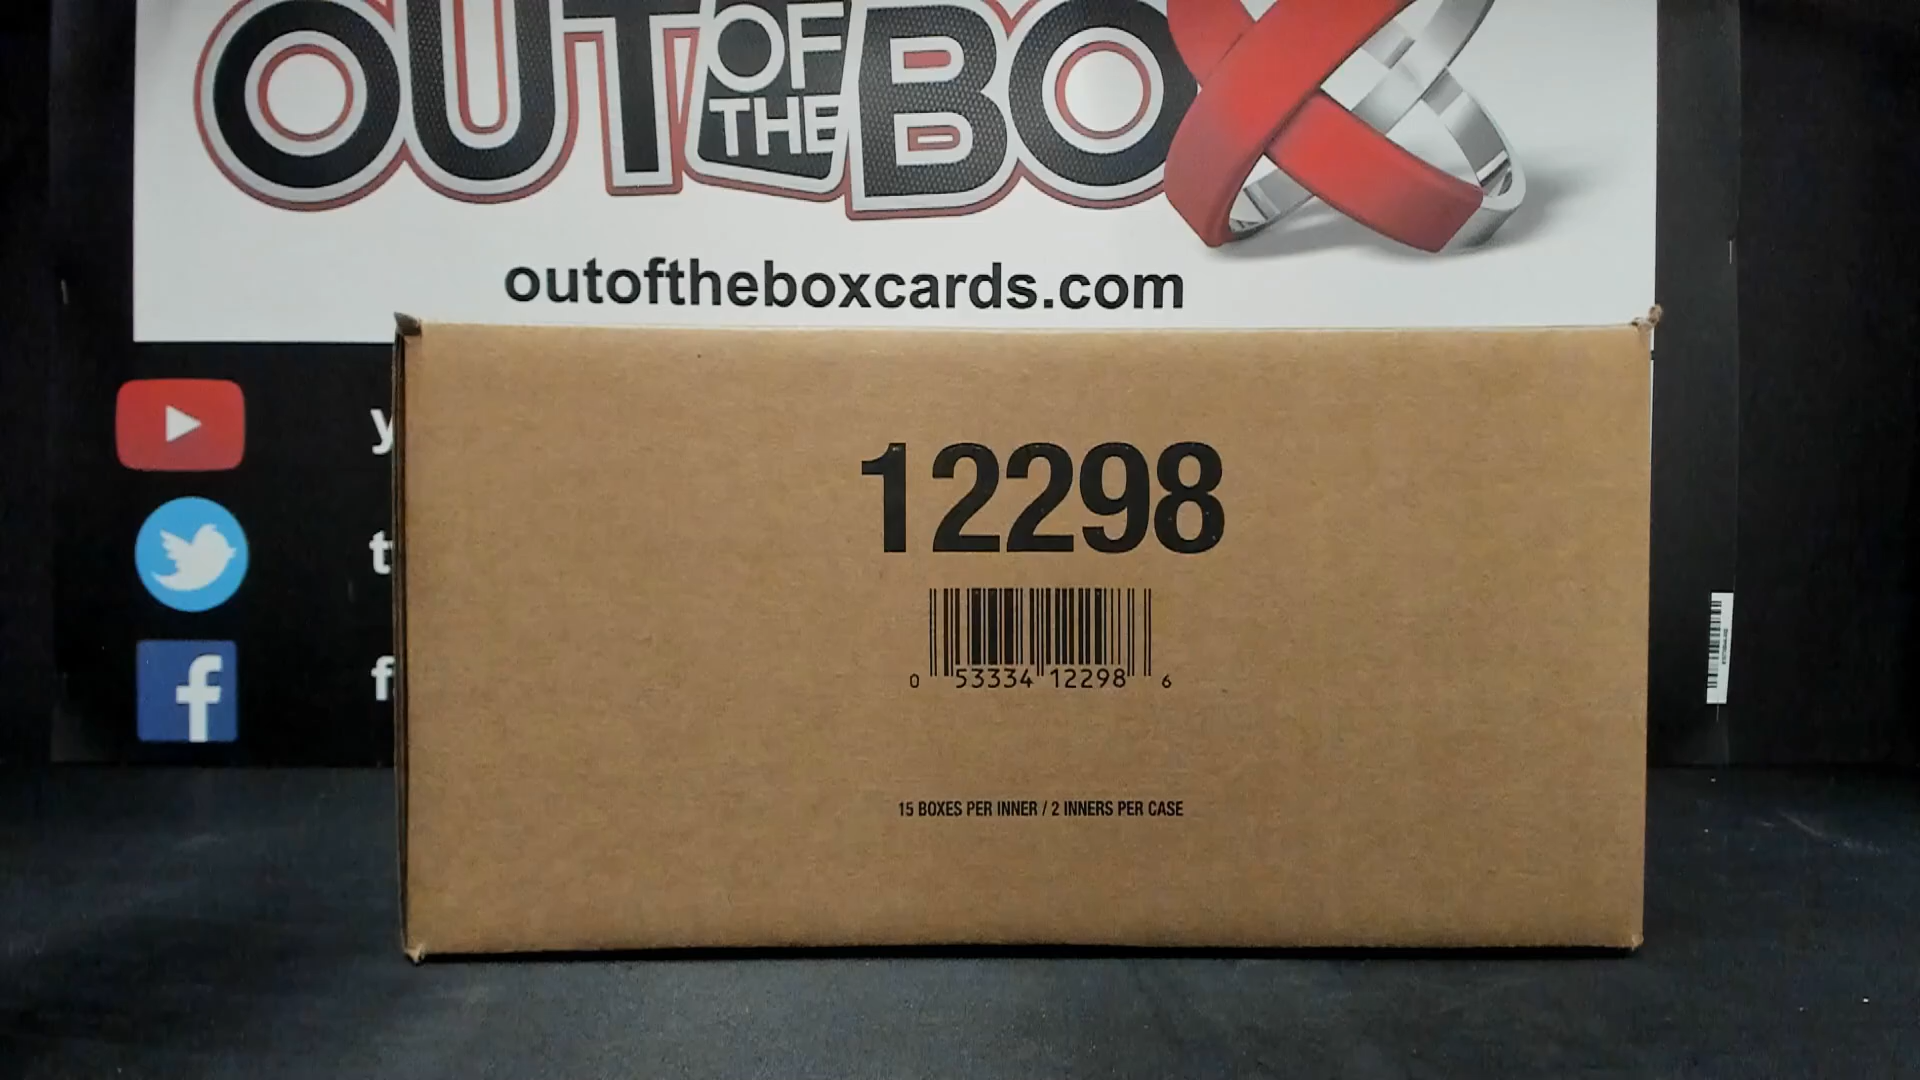 OUT OF THE BOX
outoftheboxcards.com
12298
0 53334 12298 6
15 BOXES PER INNER / 2 INNERS PER CASE